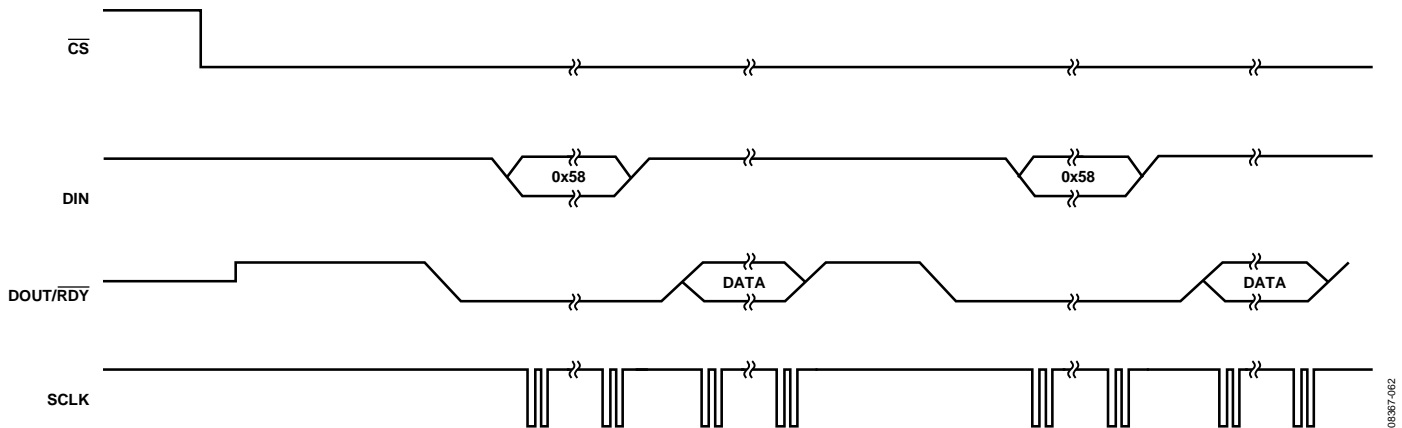 CS
DIN
0x58
0x58
DOUT/RDY
DATA
DATA
SCLK
08367-062